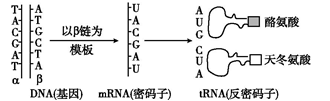 T A
A T
C G
G C
A T
T A
α β
DNA(基因)
以β链为
模板
U
A
C
G
A
U
mRNA(密码子)
A
U
G
酪氨酸
C
U
A
天冬氨酸
tRNA(反密码子)